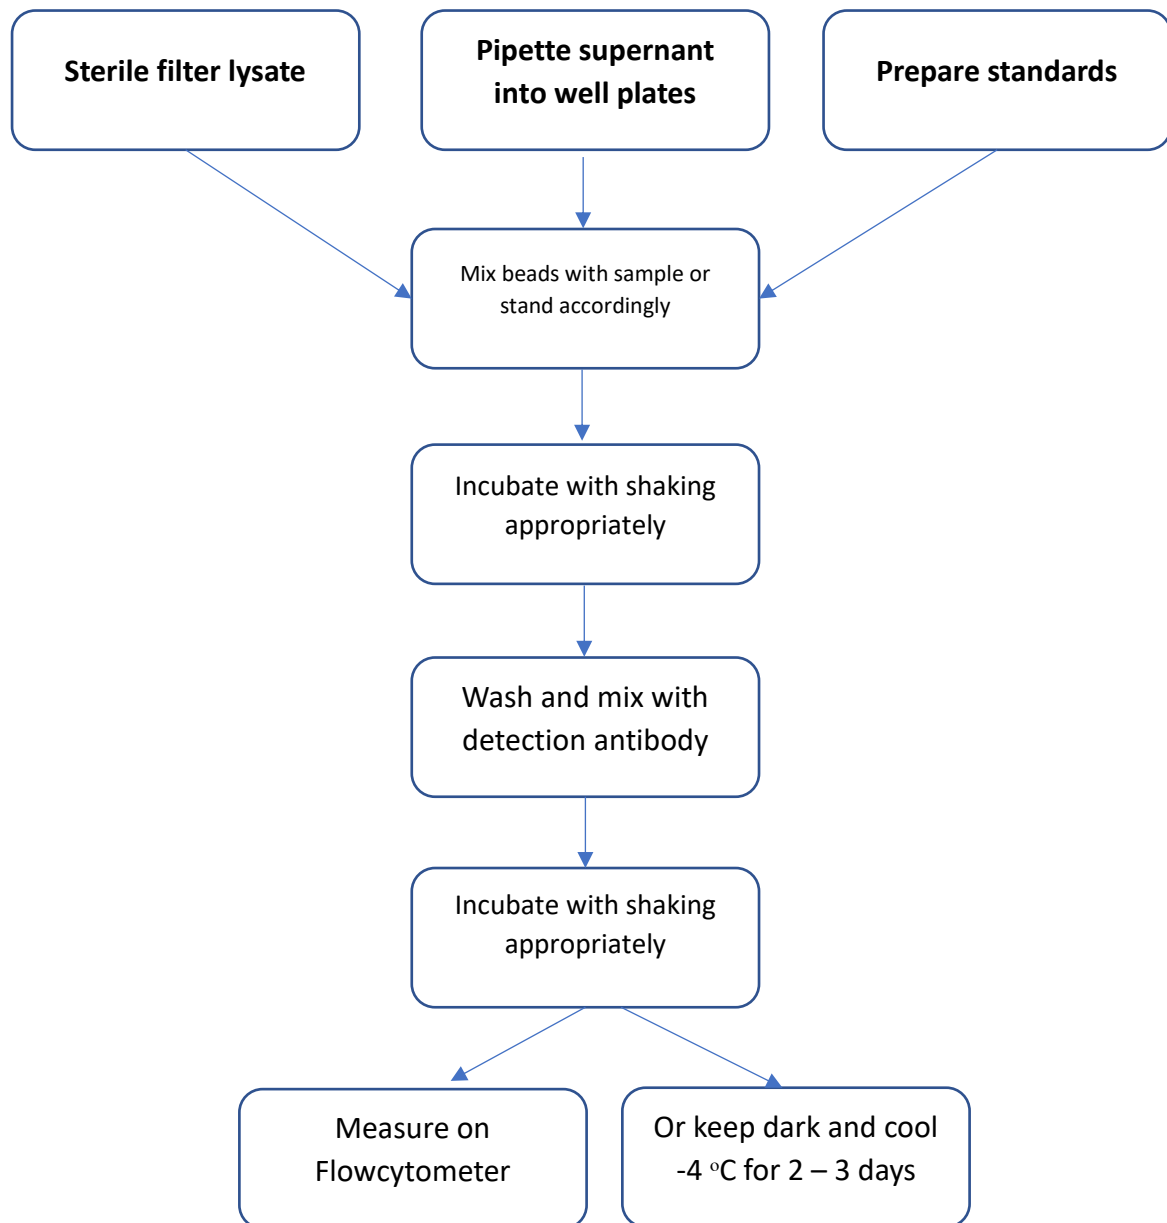 Sterile filter lysate
Pipette supernant
into well plates
Prepare standards
Mix beads with sample or
stand accordingly
Incubate with shaking
appropriately
Wash and mix with
detection antibody
Incubate with shaking
appropriately
Measure on
Flowcytometer
Or keep dark and cool
-4 ºC for 2 – 3 days